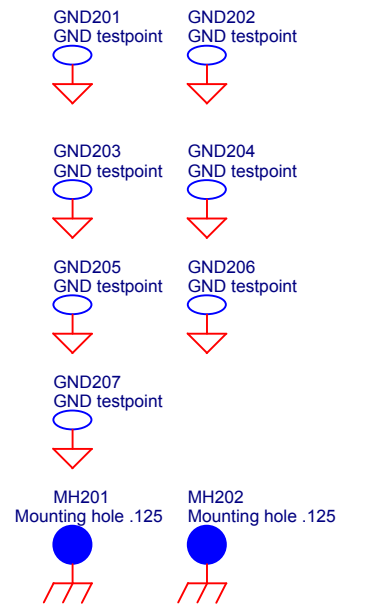 GND201
GND testpoint
GND202
GND testpoint
GND203
GND testpoint
GND204
GND testpoint
GND205
GND testpoint
GND206
GND testpoint
GND207
GND testpoint
MH201
Mounting hole .125
MH202
Mounting hole .125